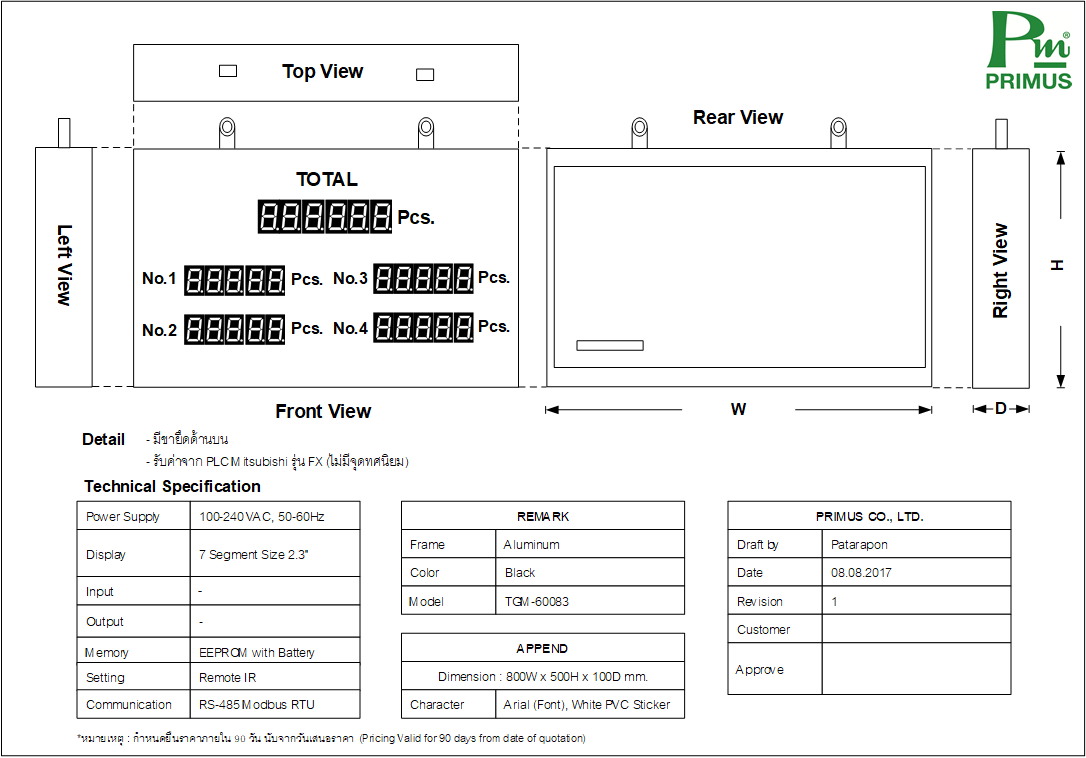 Pm®
PRIMUS
Top View
Rear View
Left View
TOTAL
888888 Pcs.
No.1 88888 Pcs. No.3 88888 Pcs.
No.2 88888 Pcs. No.4 88888 Pcs.
Right View
H
Front View
W
D
Detail - มีขายึดด้านบน
- รับค่าจาก PLC Mitsubishi รุ่น FX (ไม่มีจุดทศนิยม)
Technical Specification
Power Supply 100-240VAC, 50-60Hz
Display 7 Segment Size 2.3"
Input -
Output -
Memory EEPROM with Battery
Setting Remote IR
Communication RS-485 Modbus RTU
REMARK
Frame Aluminum
Color Black
Model TGM-60083
APPEND
Dimension : 800W x 500H x 100D mm.
Character Arial (Font), White PVC Sticker
PRIMUS CO., LTD.
Draft by Patarapon
Date 08.08.2017
Revision 1
Customer
Approve
*หมายเหตุ : กำหนดยืนราคาภายใน 90 วัน นับจากวันเสนอราคา (Pricing Valid for 90 days from date of quotation)